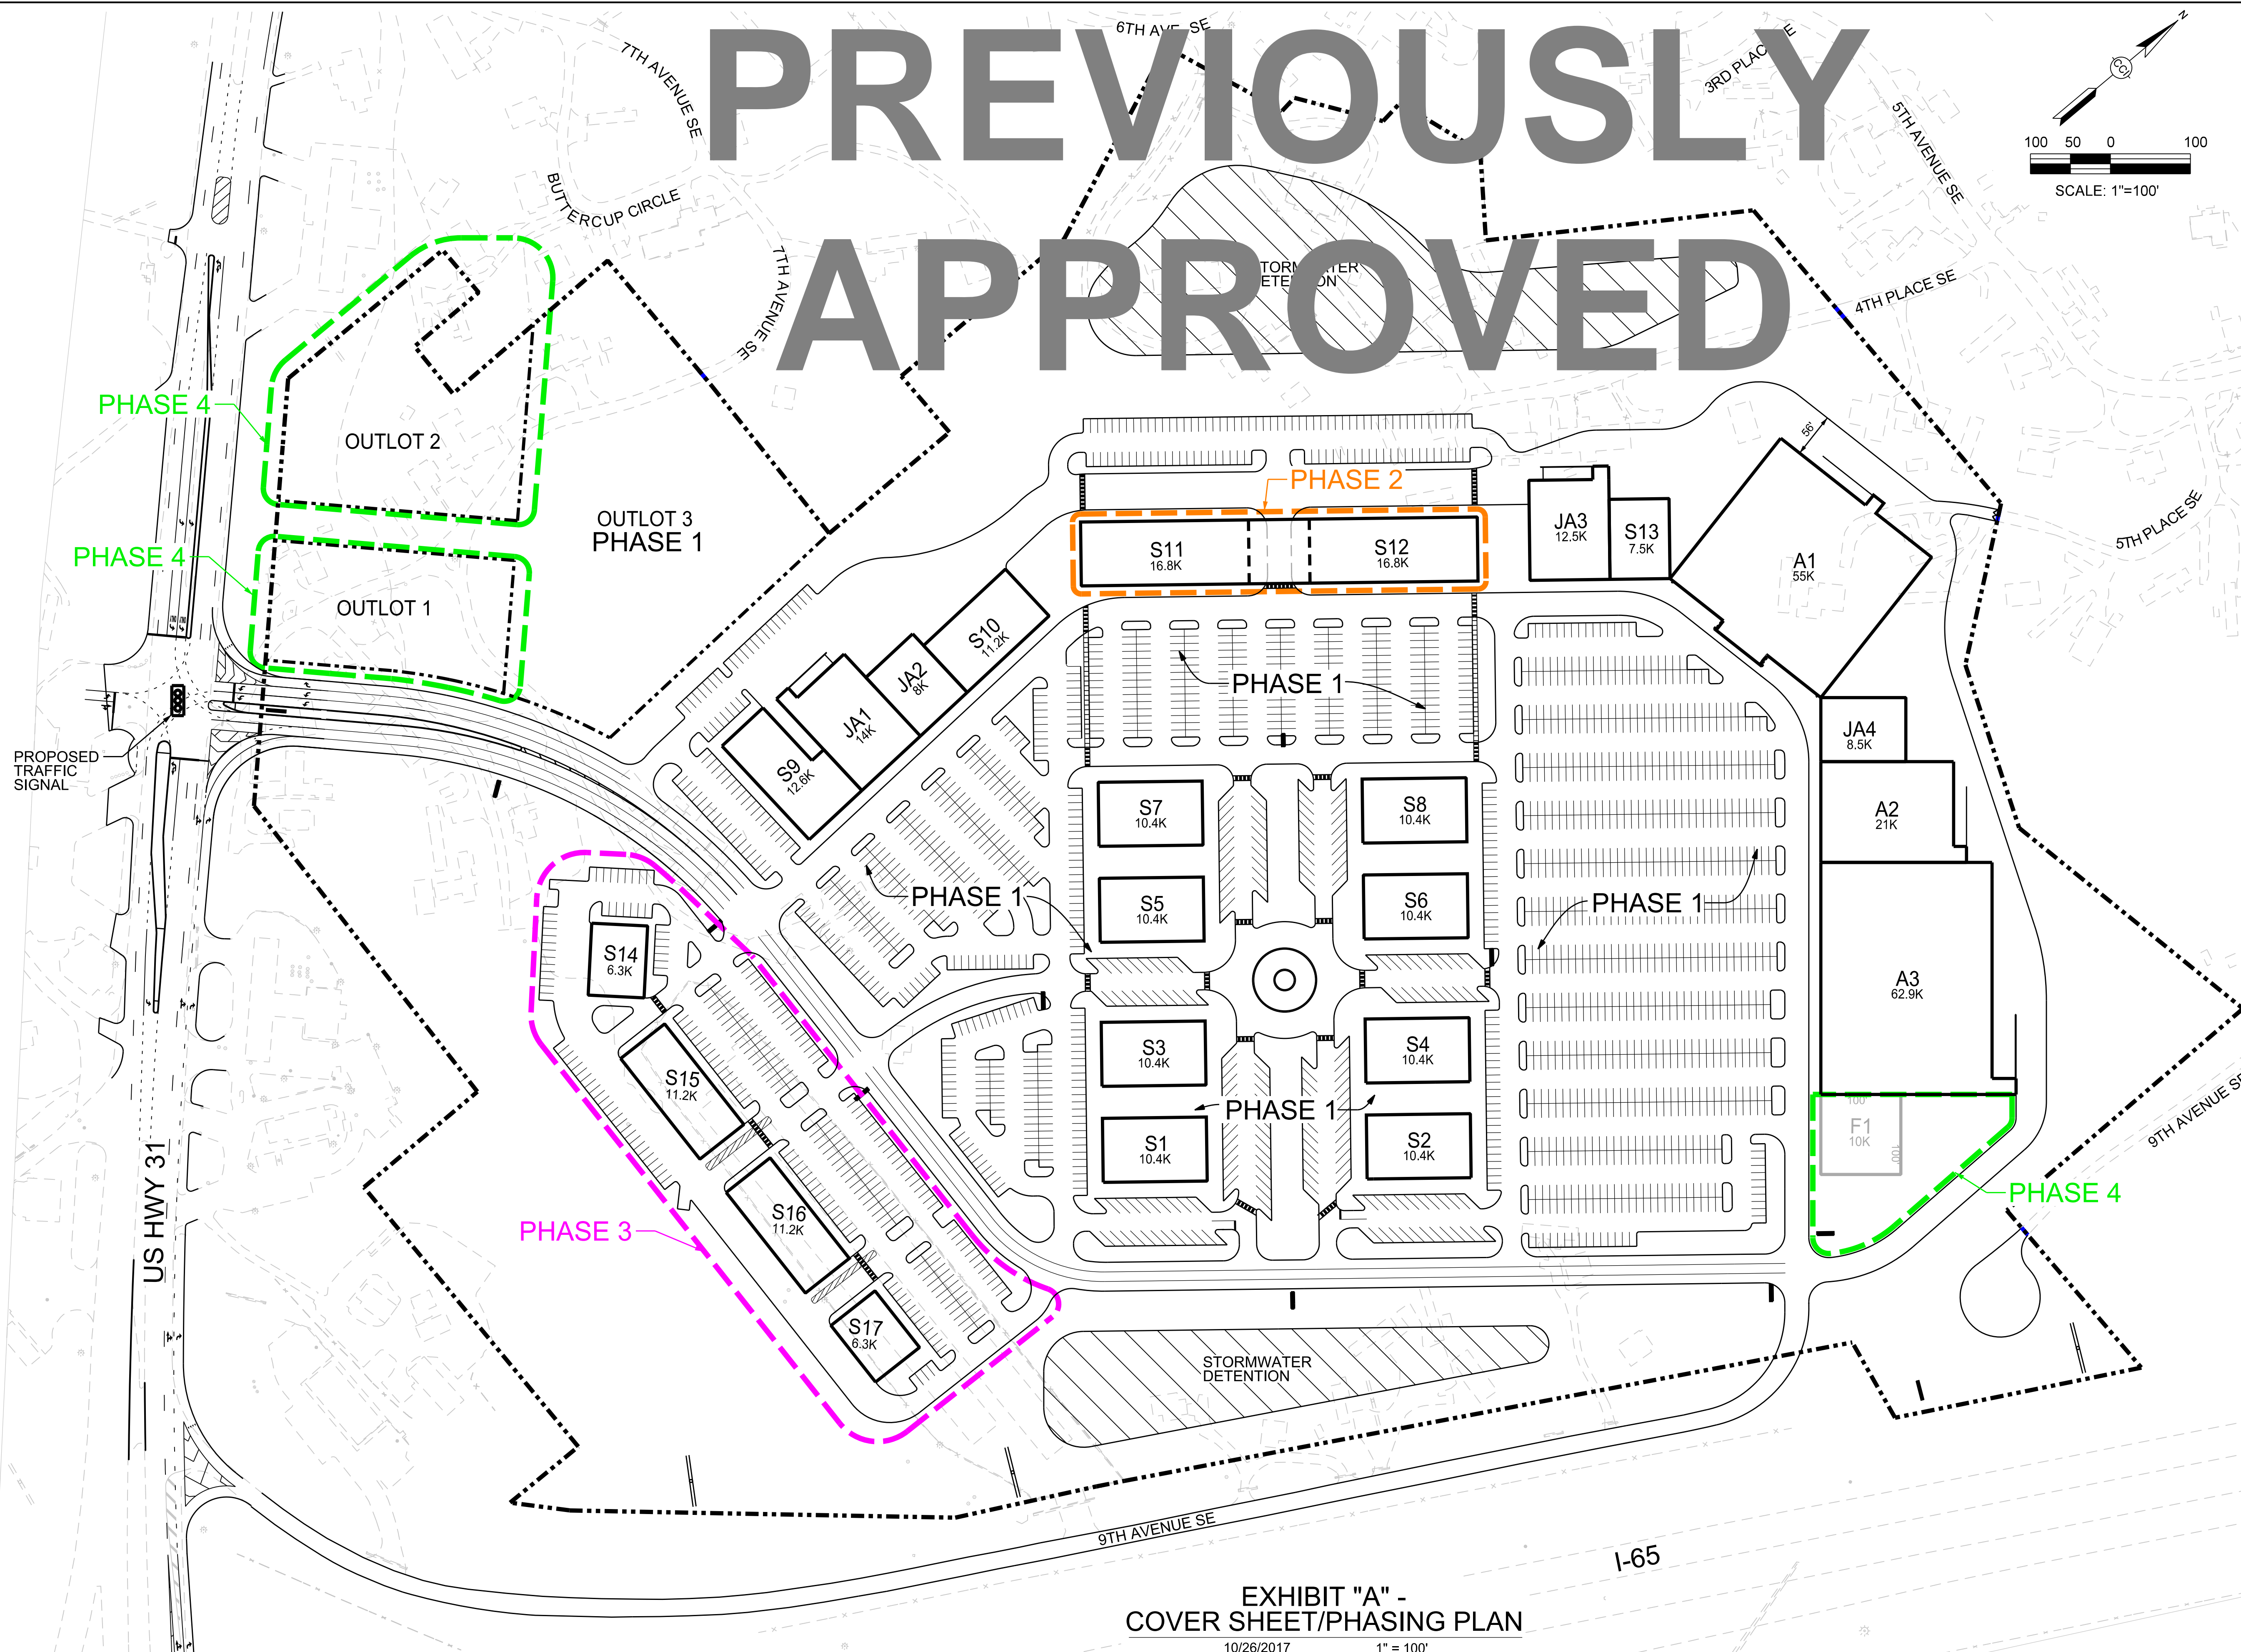 PREVIOUSLY
APPROVED
6TH AVE SE
7TH AVENUE SE
3RD PLACE
5TH AVENUE SE
N
CCI
100 50 0 100
SCALE: 1"=100'
BUTTERCUP CIRCLE
7TH AVENUE SE
STORMWATER
DETENTION
4TH PLACE SE
PHASE 4
OUTLOT 2
56'
PHASE 2
5TH PLACE SE
OUTLOT 3
PHASE 1
PHASE 4
OUTLOT 1
S11
16.8K
S12
16.8K
JA3
12.5K
S13
7.5K
A1
55K
S10
11.2K
JA2
8K
JA1
14K
S9
12.6K
PHASE 1
JA4
8.5K
PROPOSED
TRAFFIC
SIGNAL
S7
10.4K
S8
10.4K
A2
21K
PHASE 1
S5
10.4K
S6
10.4K
PHASE 1
S14
6.3K
A3
62.9K
S3
10.4K
S4
10.4K
S15
11.2K
PHASE 1
100'
F1
10K
100'
9TH AVENUE SE
S1
10.4K
S2
10.4K
PHASE 4
US HWY 31
PHASE 3
S16
11.2K
S17
6.3K
STORMWATER
DETENTION
9TH AVENUE SE
I-65
EXHIBIT "A" -
COVER SHEET/PHASING PLAN
10/26/2017 1" = 100'